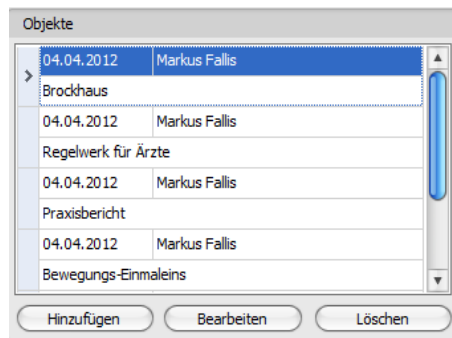 Objekte
04.04.2012 Markus Fallis
Brockhaus
04.04.2012 Markus Fallis
Regelwerk für Ärzte
04.04.2012 Markus Fallis
Praxisbericht
04.04.2012 Markus Fallis
Bewegungs-Einmaleins
Hinzufügen Bearbeiten Löschen